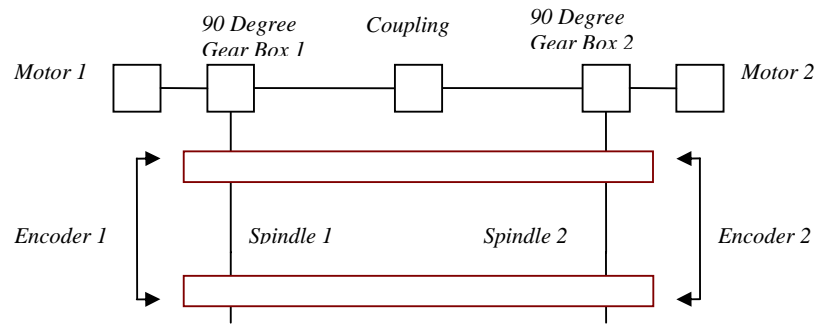 90 Degree
Gear Box 1
Coupling
90 Degree
Gear Box 2
Motor 1
Motor 2
Encoder 1
Spindle 1
Spindle 2
Encoder 2